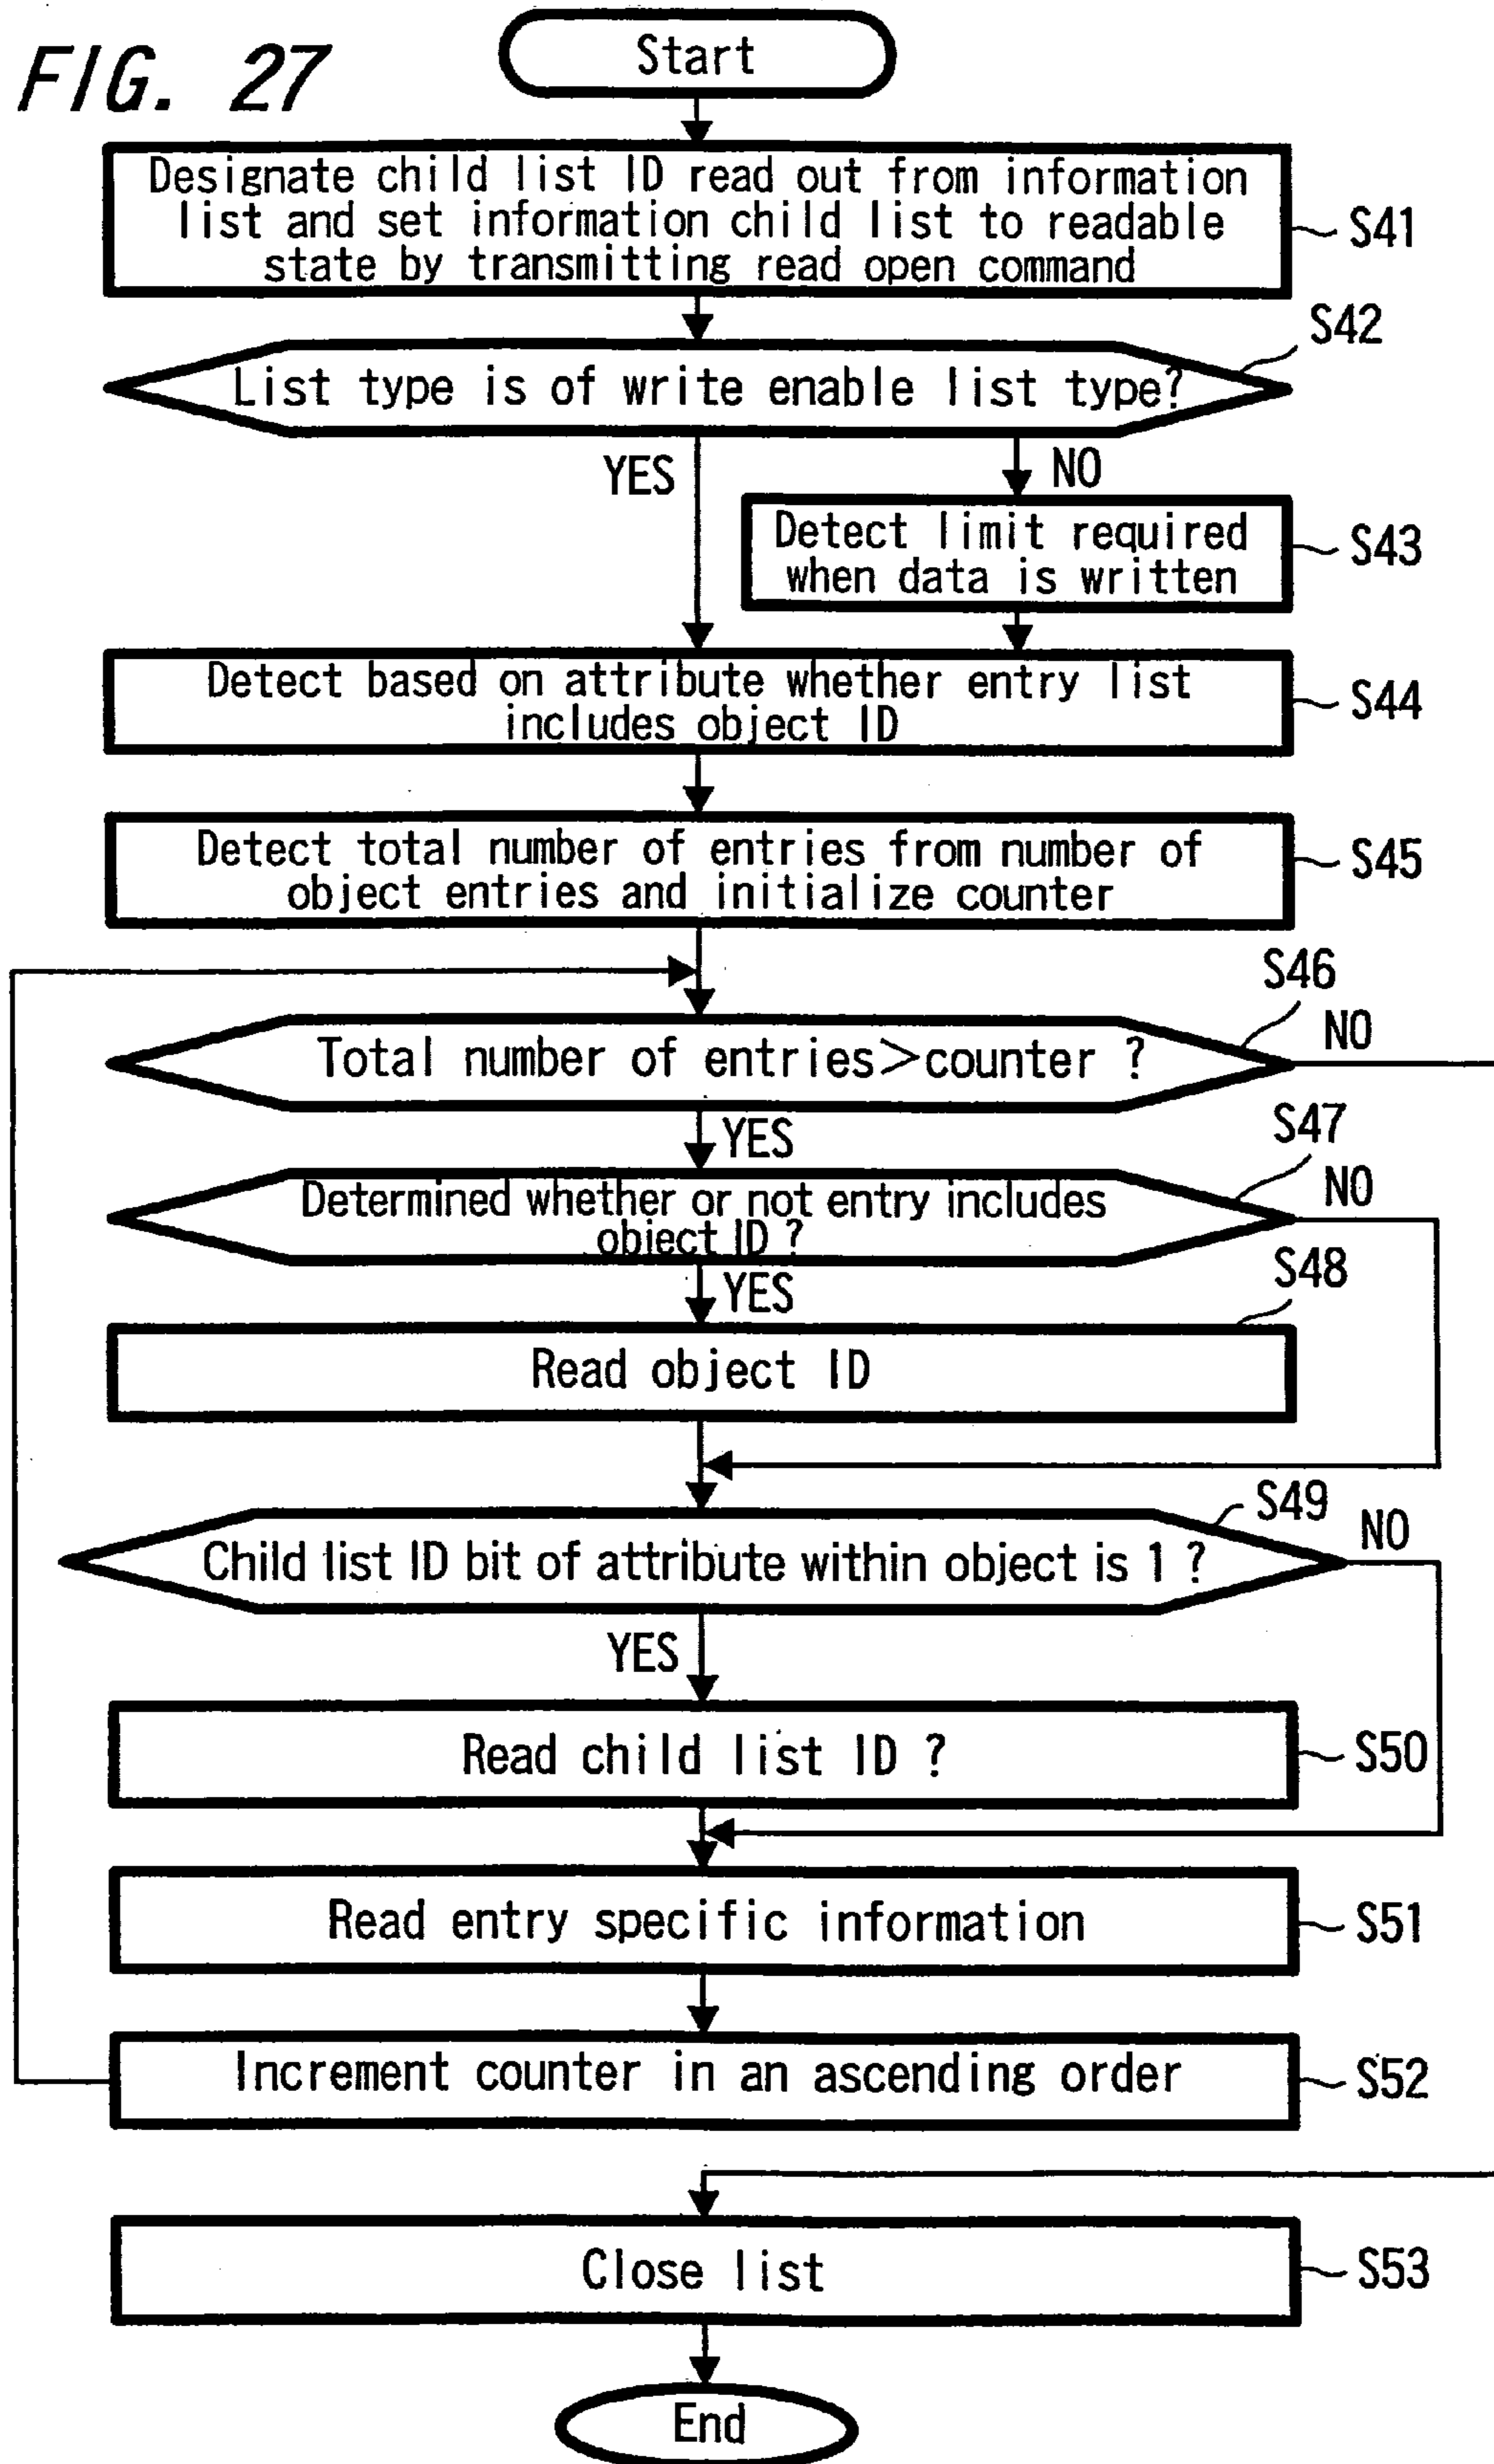 FIG. 27
Start
Designate child list ID read out from information
list and set information child list to readable
state by transmitting read open command
S41
S42
List type is of write enable list type?
YES
NO
Detect limit required
when data is written
S43
Detect based on attribute whether entry list
includes object ID
S44
Detect total number of entries from number of
object entries and initialize counter
S45
S46
Total number of entries>counter ?
NO
YES
S47
Determined whether or not entry includes
object ID ?
NO
YES
S48
Read object ID
S49
Child list ID bit of attribute within object is 1 ?
NO
YES
Read child list ID ?
S50
Read entry specific information
S51
Increment counter in an ascending order
S52
Close list
S53
End